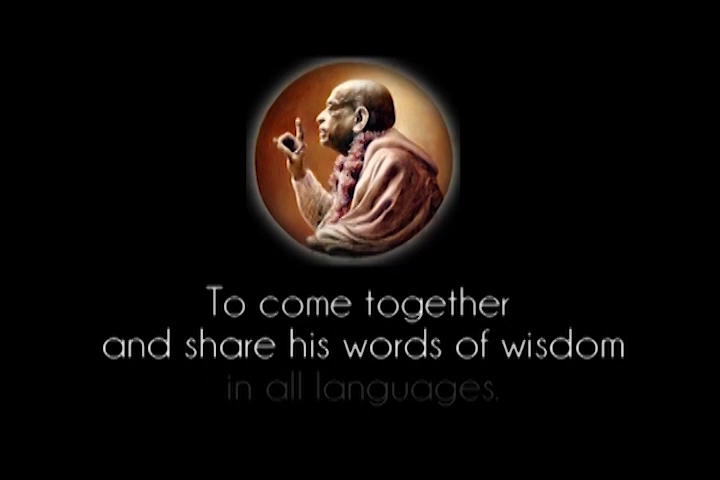 To come together
and share his words of wisdom
in all languages.